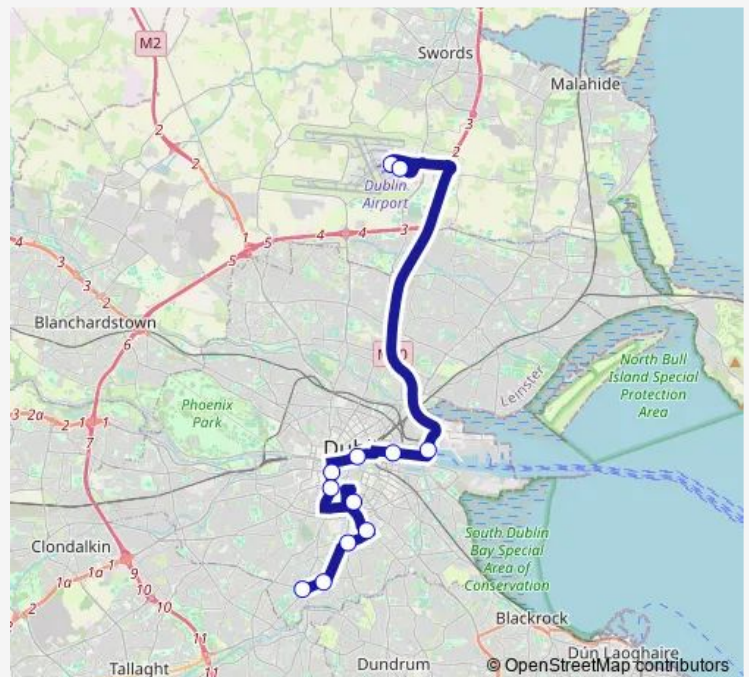 M2
Swords
Malahide
3
2
2
2
Dublin
Airport
3
4
4
1
5
5
4
3
3
2
Blanchardstown
6
North Bull
Island Special
Protection
Area
Leinster
Phoenix
Park
3
2a
2
1
1
7
Clondalkin
South Dublin
Bay Special
Area of
Conservation
1a
1a
1
9
10
10
2
11
11
Blackrock
Dún Laoghaire
Tallaght
Dundrum
© OpenStreetMap contributors